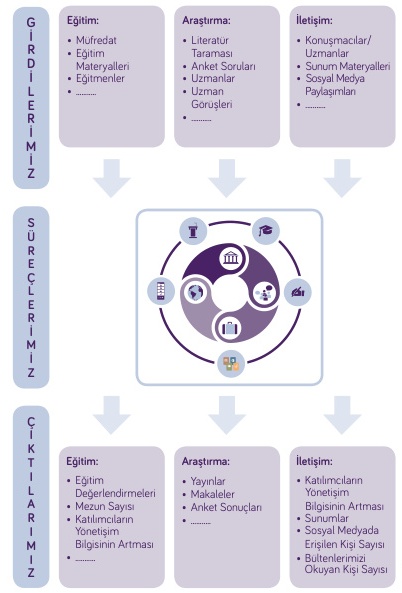 GİRDİLERİMİZ
Eğitim:
• Müfredat
• Eğitim
Materyalleri
• Eğitmenler
• ..........
Araştırma:
• Literatür
Taraması
• Anket Soruları
• Uzmanlar
• Uzman
Görüşleri
• ..........
İletişim:
• Konuşmacılar/
Uzmanlar
• Sunum Materyalleri
• Sosyal Medya
Paylaşımları
• ..........
SÜREÇLERİMİZ
ÇIKTILARIMIZ
Eğitim:
• Eğitim
Değerlendirmeleri
• Mezun Sayısı
• Katılımcıların
Yönetişim
Bilgisinin Artması
• ..........
Araştırma:
• Yayınlar
• Makaleler
• Anket Sonuçları
• ..........
İletişim:
• Katılımcıların
Yönetişim
Bilgisinin Artması
• Sunumlar
• Sosyal Medyada
Erişilen Kişi Sayısı
• Bültenlerimizi
Okuyan Kişi Sayısı